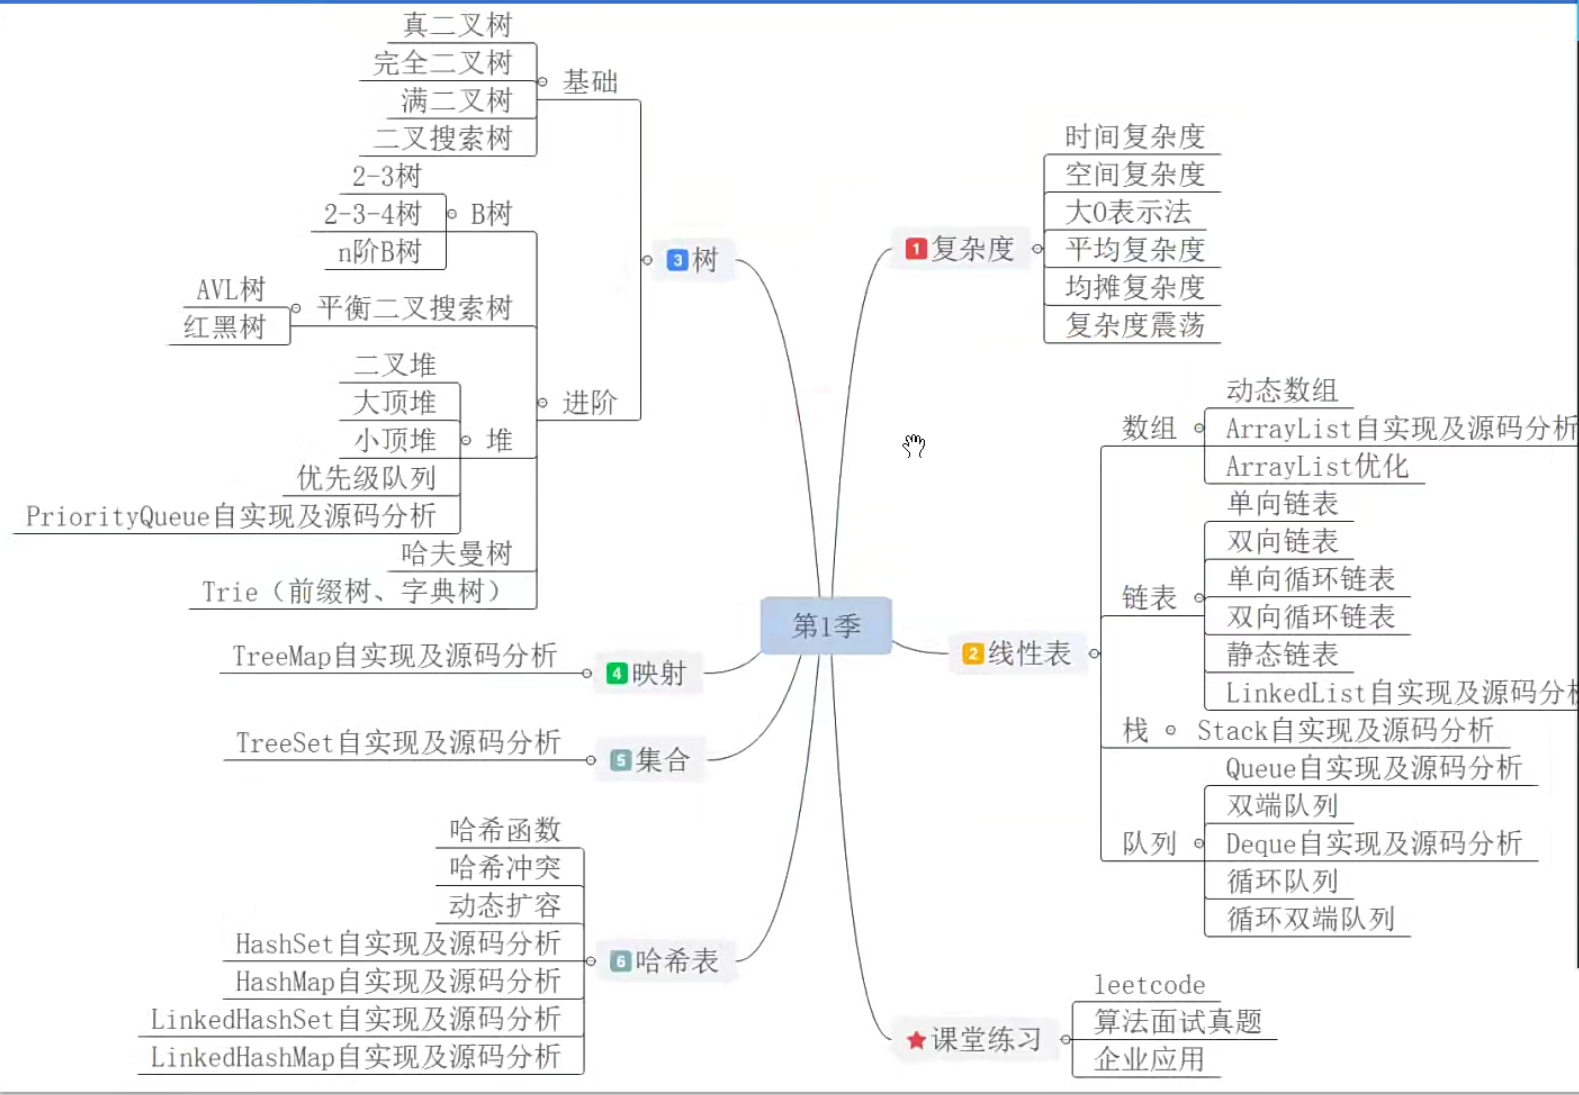 第1季
1 复杂度
时间复杂度
空间复杂度
大O表示法
平均复杂度
均摊复杂度
复杂度震荡
2 线性表
数组
动态数组
ArrayList自实现及源码分析
ArrayList优化
链表
单向链表
双向链表
单向循环链表
双向循环链表
静态链表
LinkedList自实现及源码分
栈
Stack自实现及源码分析
队列
Queue自实现及源码分析
双端队列
Deque自实现及源码分析
循环队列
循环双端队列
3 树
基础
真二叉树
完全二叉树
满二叉树
二叉搜索树
进阶
B树
2-3树
2-3-4树
n阶B树
平衡二叉搜索树
AVL树
红黑树
堆
二叉堆
大顶堆
小顶堆
优先级队列
PriorityQueue自实现及源码分析
哈夫曼树
Trie（前缀树、字典树）
4 映射
TreeMap自实现及源码分析
5 集合
TreeSet自实现及源码分析
6 哈希表
哈希函数
哈希冲突
动态扩容
HashSet自实现及源码分析
HashMap自实现及源码分析
LinkedHashSet自实现及源码分析
LinkedHashMap自实现及源码分析
课堂练习
leetcode
算法面试真题
企业应用